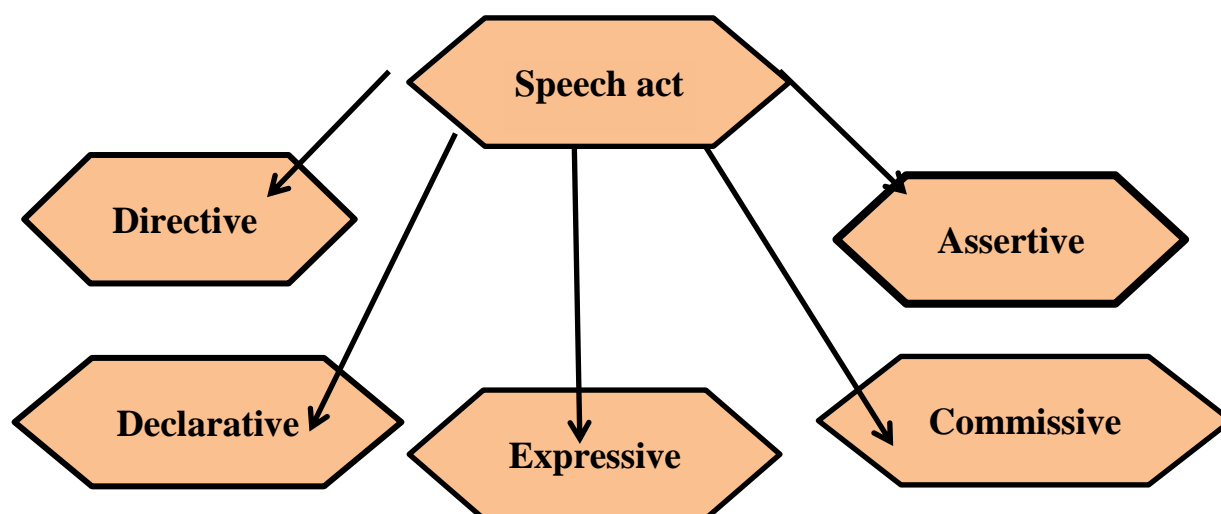 Speech act
Directive
Assertive
Declarative
Expressive
Commissive